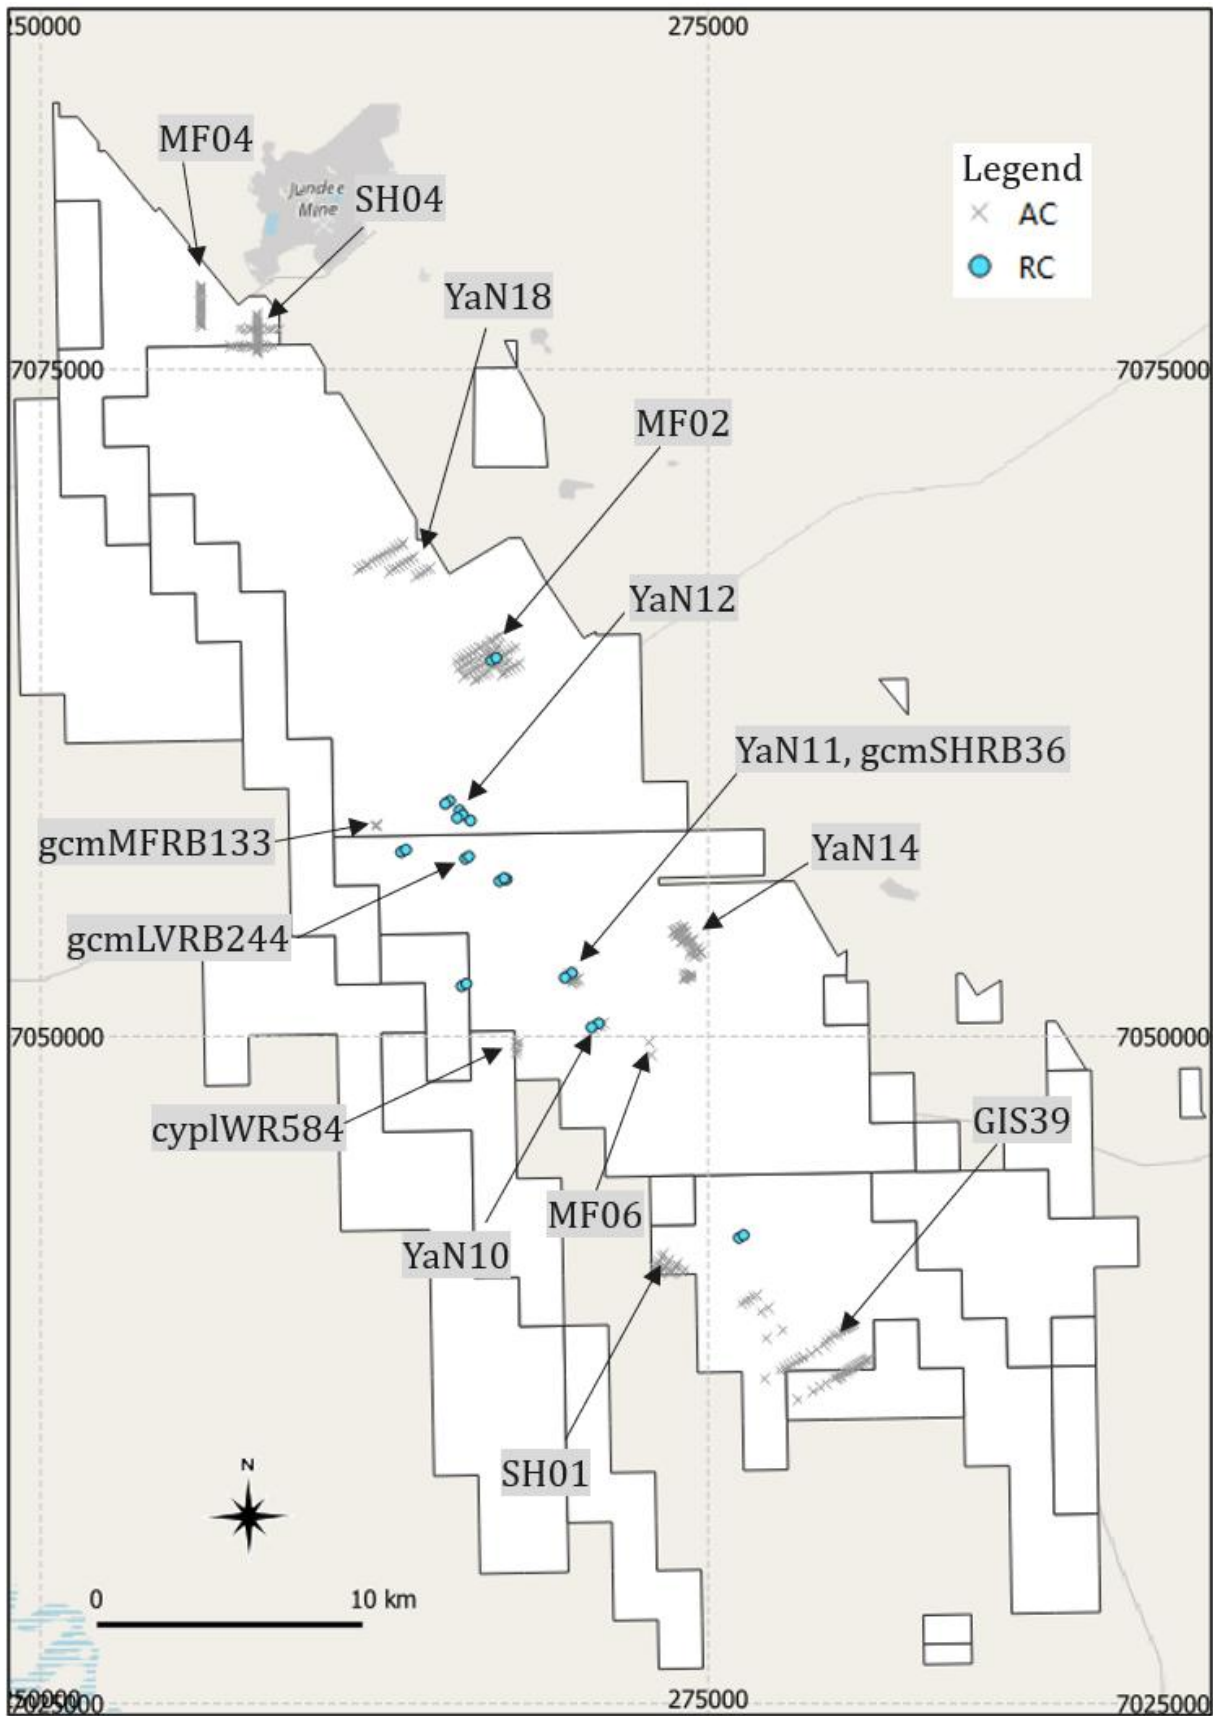 250000
275000
MF04
Legend
Jundee
Mine
SH04
AC
RC
YaN18
7075000
7075000
MF02
YaN12
YaN11, gcmSHRB36
gcmMFRB133
YaN14
gcmLVRB244
7050000
7050000
cyplWR584
GIS39
MF06
YaN10
SH01
N
0
10 km
250000
7025000
275000
7025000